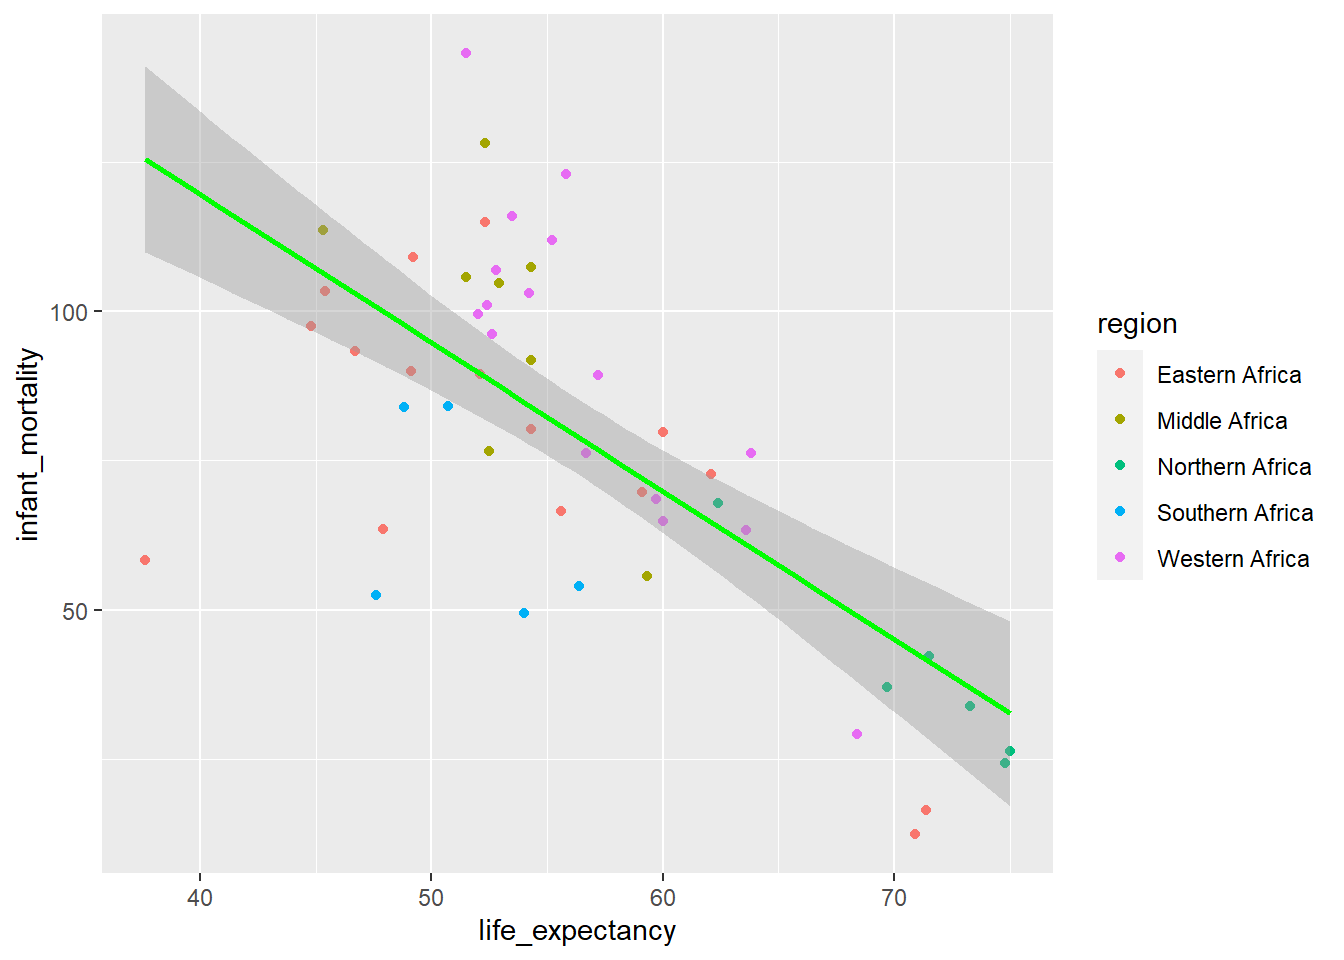 100
50
infant_mortality
40 50 60 70
life_expectancy
region
Eastern Africa
Middle Africa
Northern Africa
Southern Africa
Western Africa